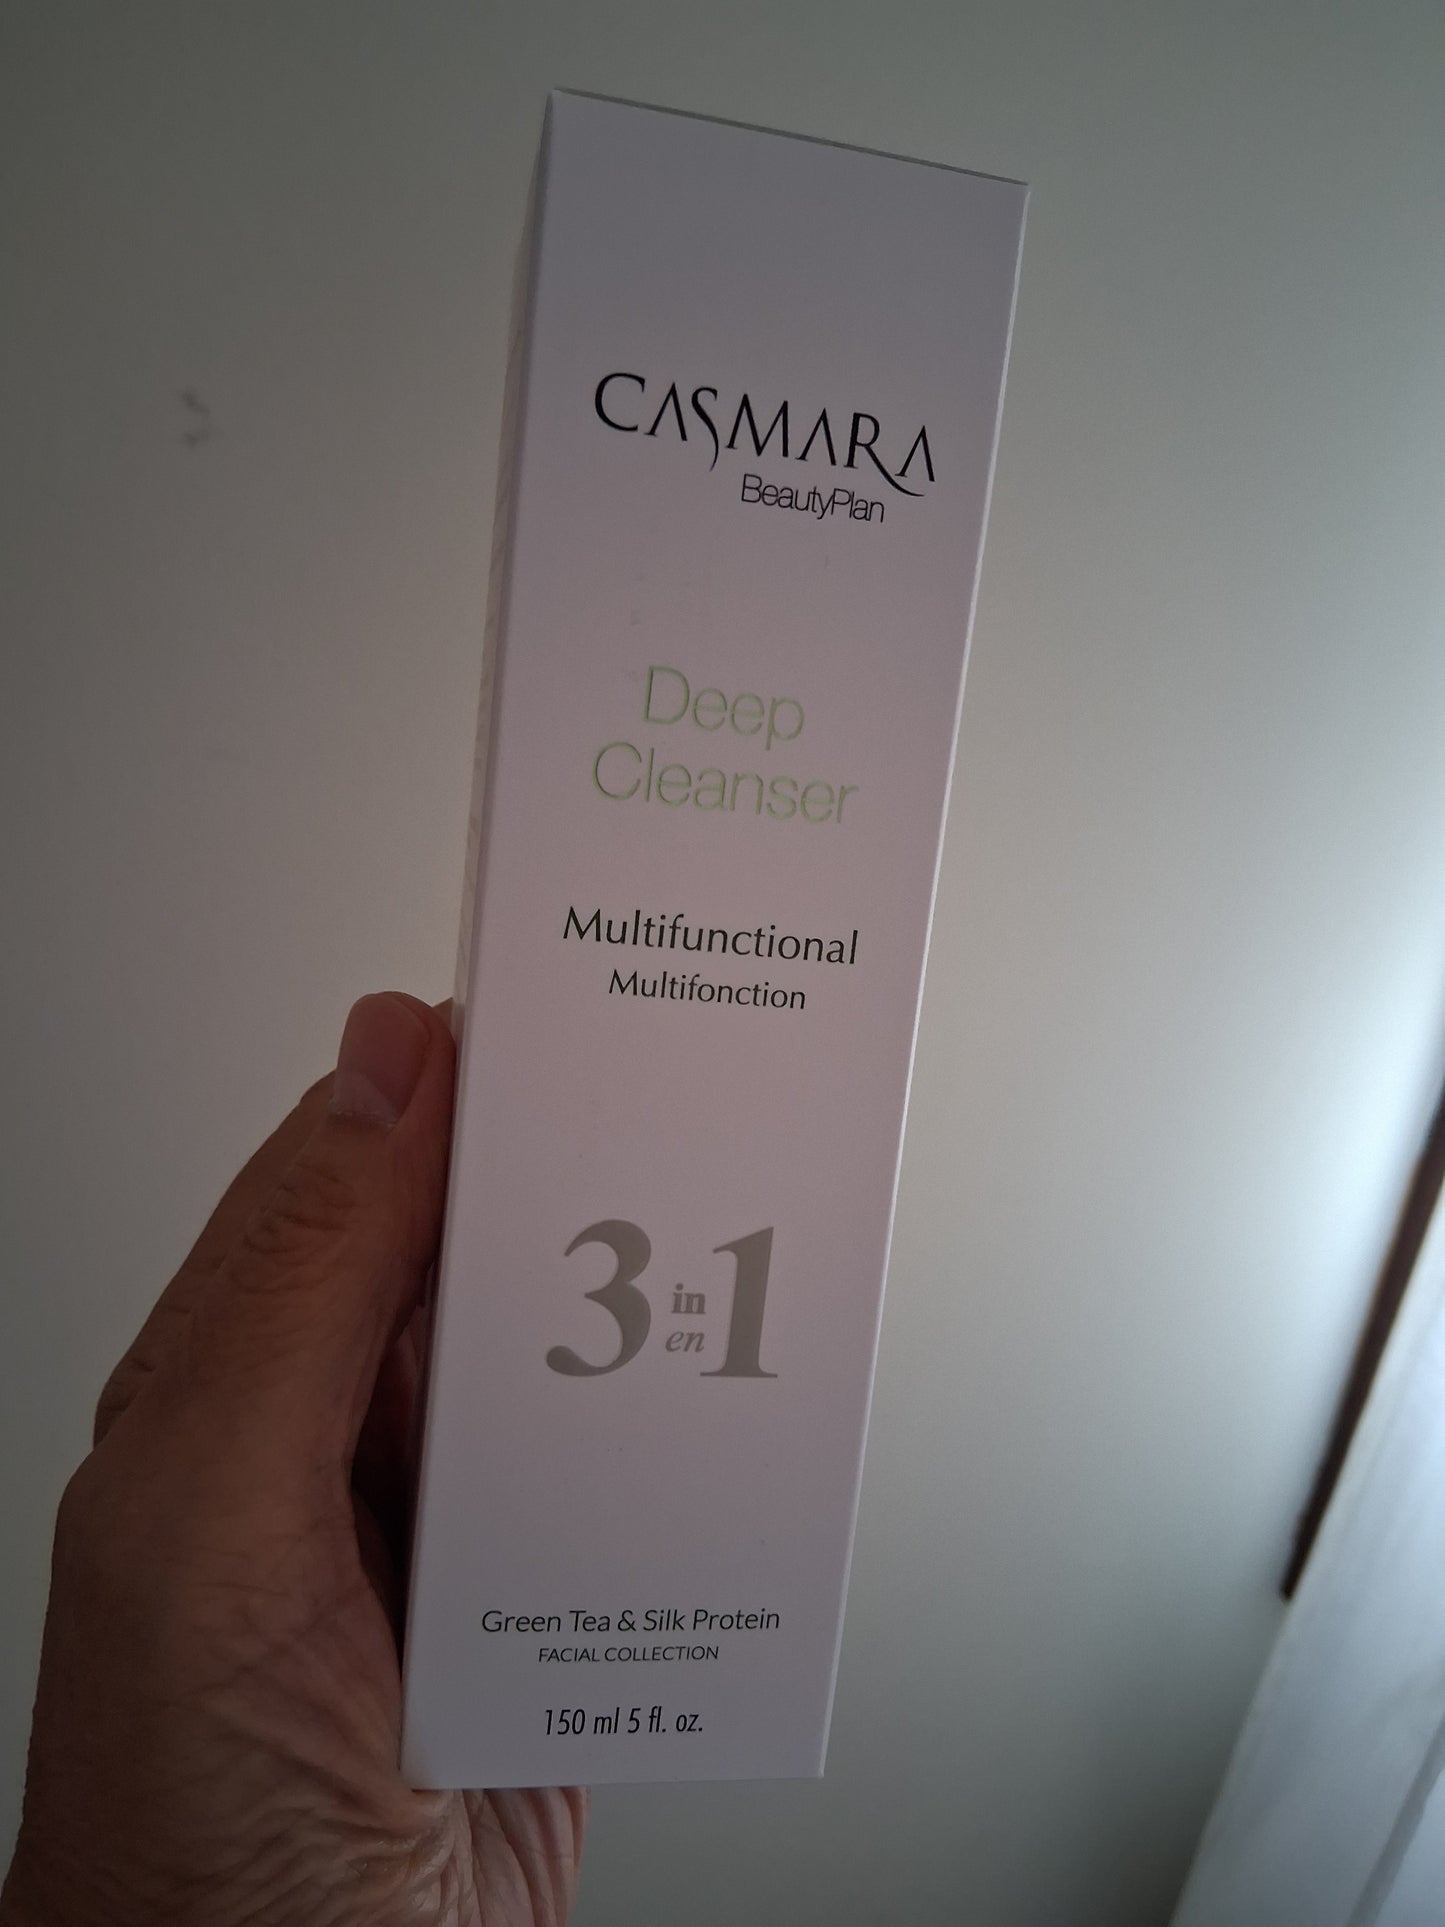 CASMARA
BeautyPlan
Deep
Cleanser
Multifunctional
Multifonction
3 in 1
en
Green Tea & Silk Protein
FACIAL COLLECTION
150 ml 5 fl. oz.